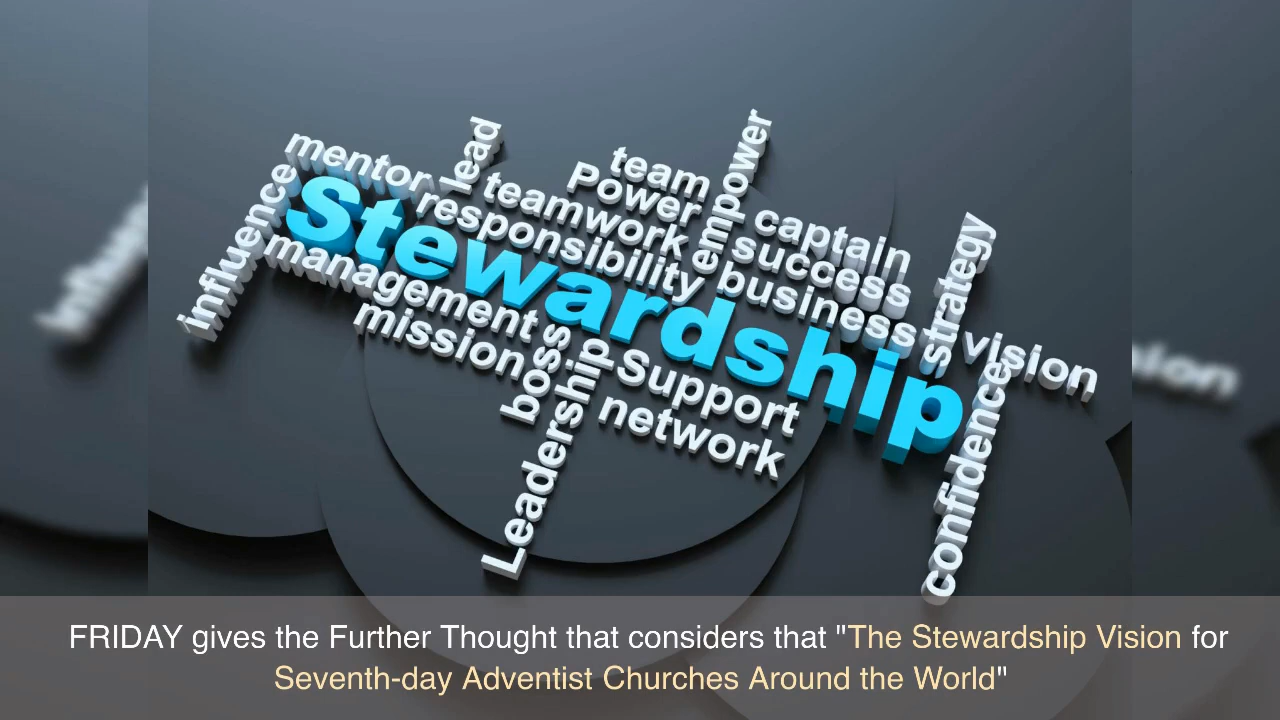 lead
empower
mentor
team
Power
teamwork
captain
influence
responsibility
success
strategy
Stewardship
business
management
vision
mission
boss
Support
Leadership
network
confidence
FRIDAY gives the Further Thought that considers that "The Stewardship Vision for
Seventh-day Adventist Churches Around the World"